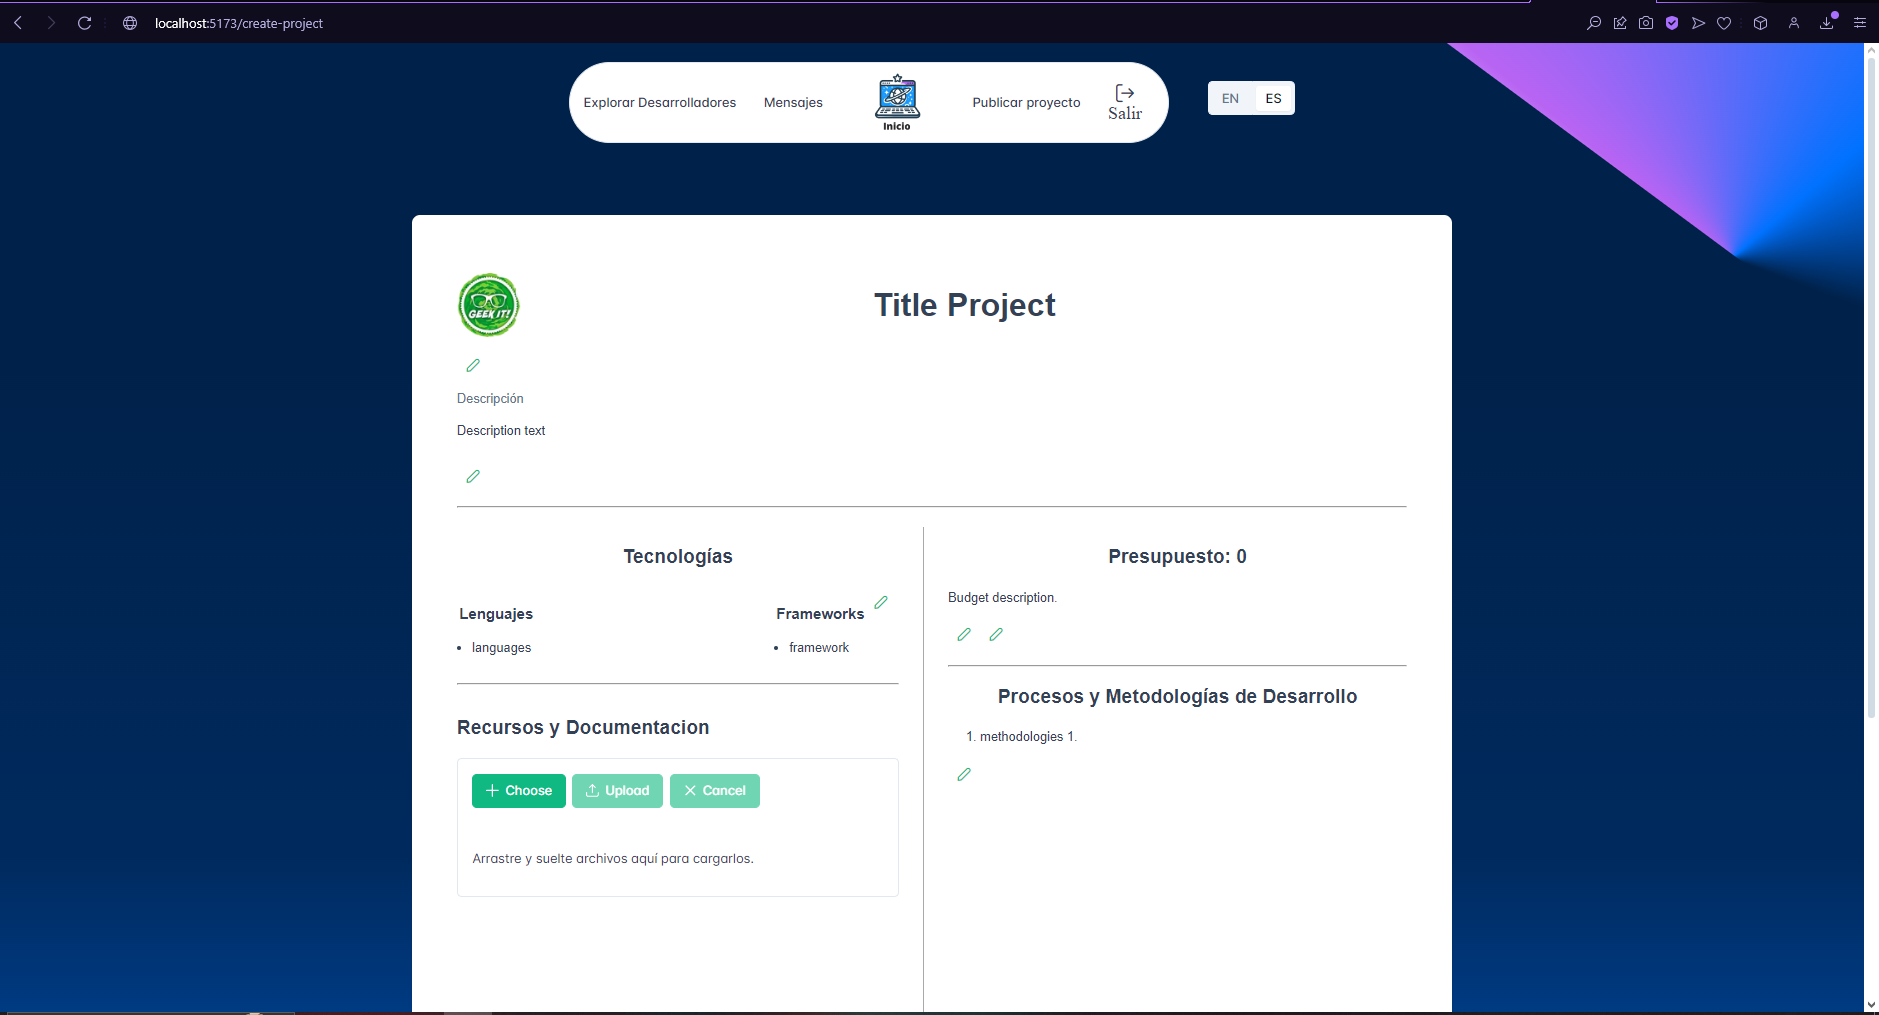 localhost:5173/create-project
Explorar Desarrolladores
Mensajes
Inicio
Publicar proyecto
Salir
EN
ES
GEEK IT!
Title Project
Descripción
Description text
Tecnologías
Lenguajes
Frameworks
• languages
• framework
Recursos y Documentacion
Choose
Upload
Cancel
Arrastre y suelte archivos aquí para cargarlos.
Presupuesto: 0
Budget description.
Procesos y Metodologías de Desarrollo
1. methodologies 1.